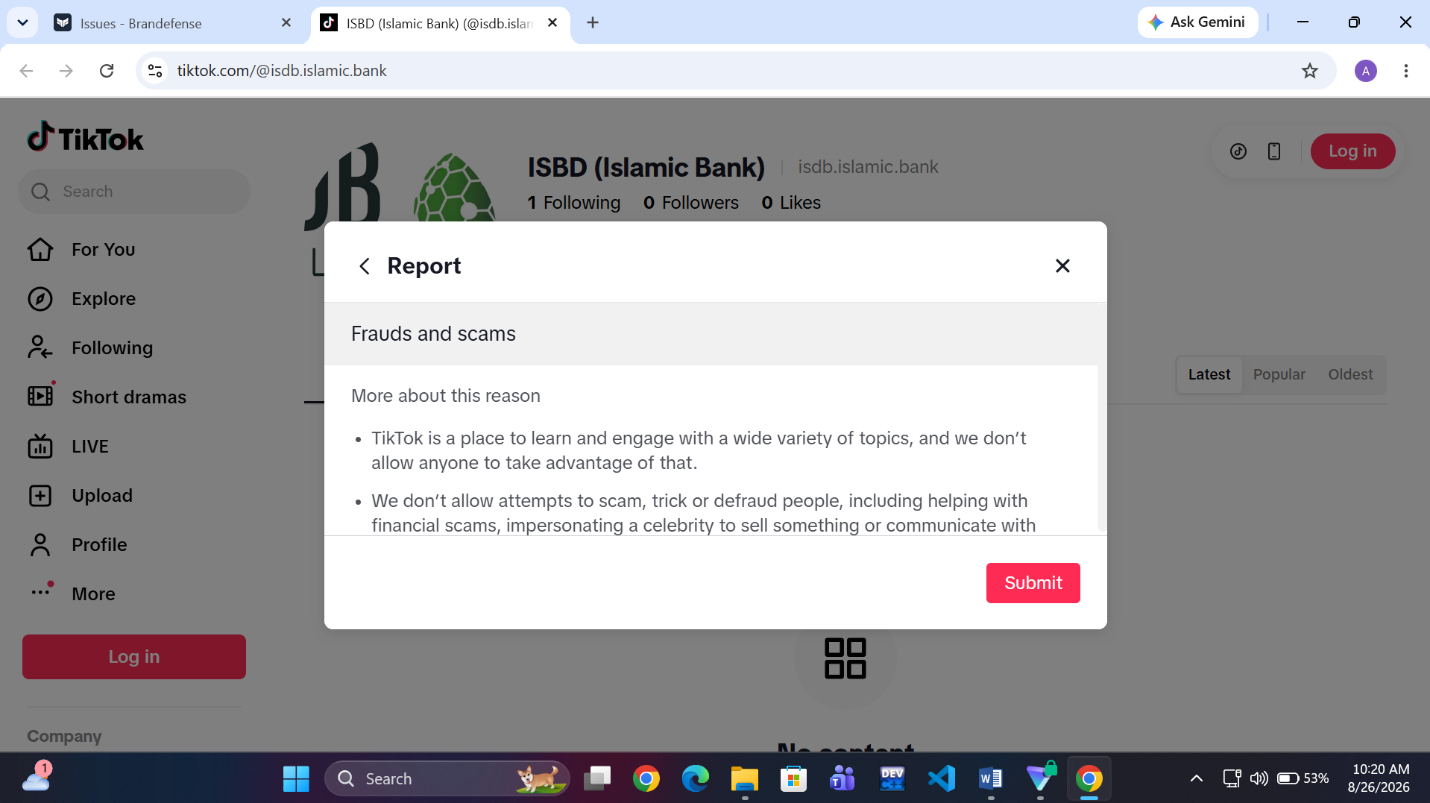 Issues - Brandefense
ISBD (Islamic Bank) (@isdb.islam
Ask Gemini
tiktok.com/@isdb.islamic.bank
A
TikTok
Search
For You
Explore
Following
Short dramas
LIVE
Upload
Profile
More
Log in
Company
ISBD (Islamic Bank)
isdb.islamic.bank
1 Following 0 Followers 0 Likes
Log in
Latest Popular Oldest
Report
Frauds and scams
More about this reason
• TikTok is a place to learn and engage with a wide variety of topics, and we don't
allow anyone to take advantage of that.
• We don't allow attempts to scam, trick or defraud people, including helping with
financial scams, impersonating a celebrity to sell something or communicate with
Submit
No content
1
Search
DEV
53%
10:20 AM
8/26/2026